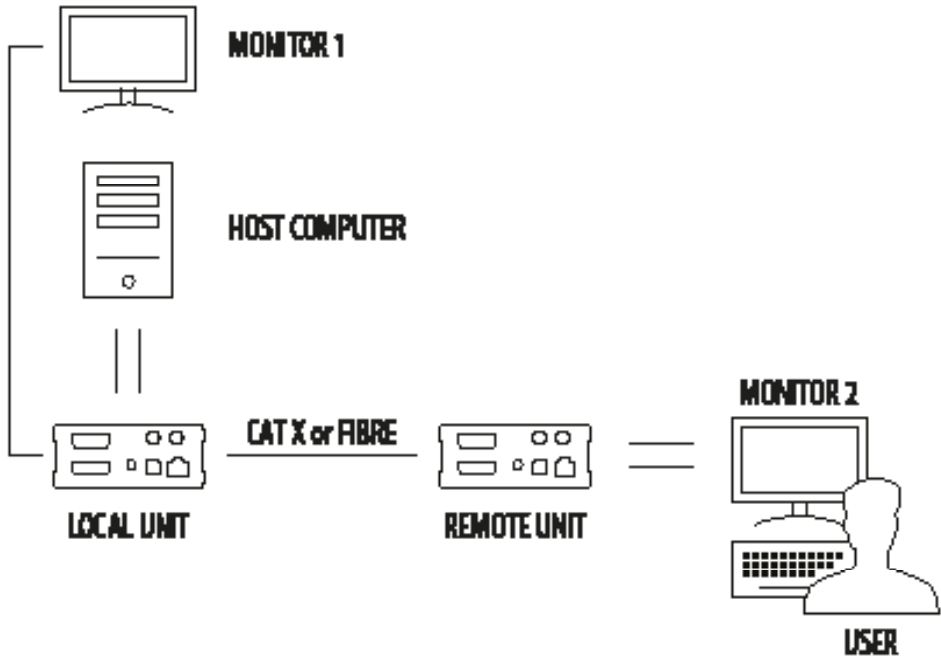 MONITOR 1
HOST COMPUTER
MONITOR 2
CAT X or FIBRE
LOCAL UNIT
REMOTE UNIT
USER